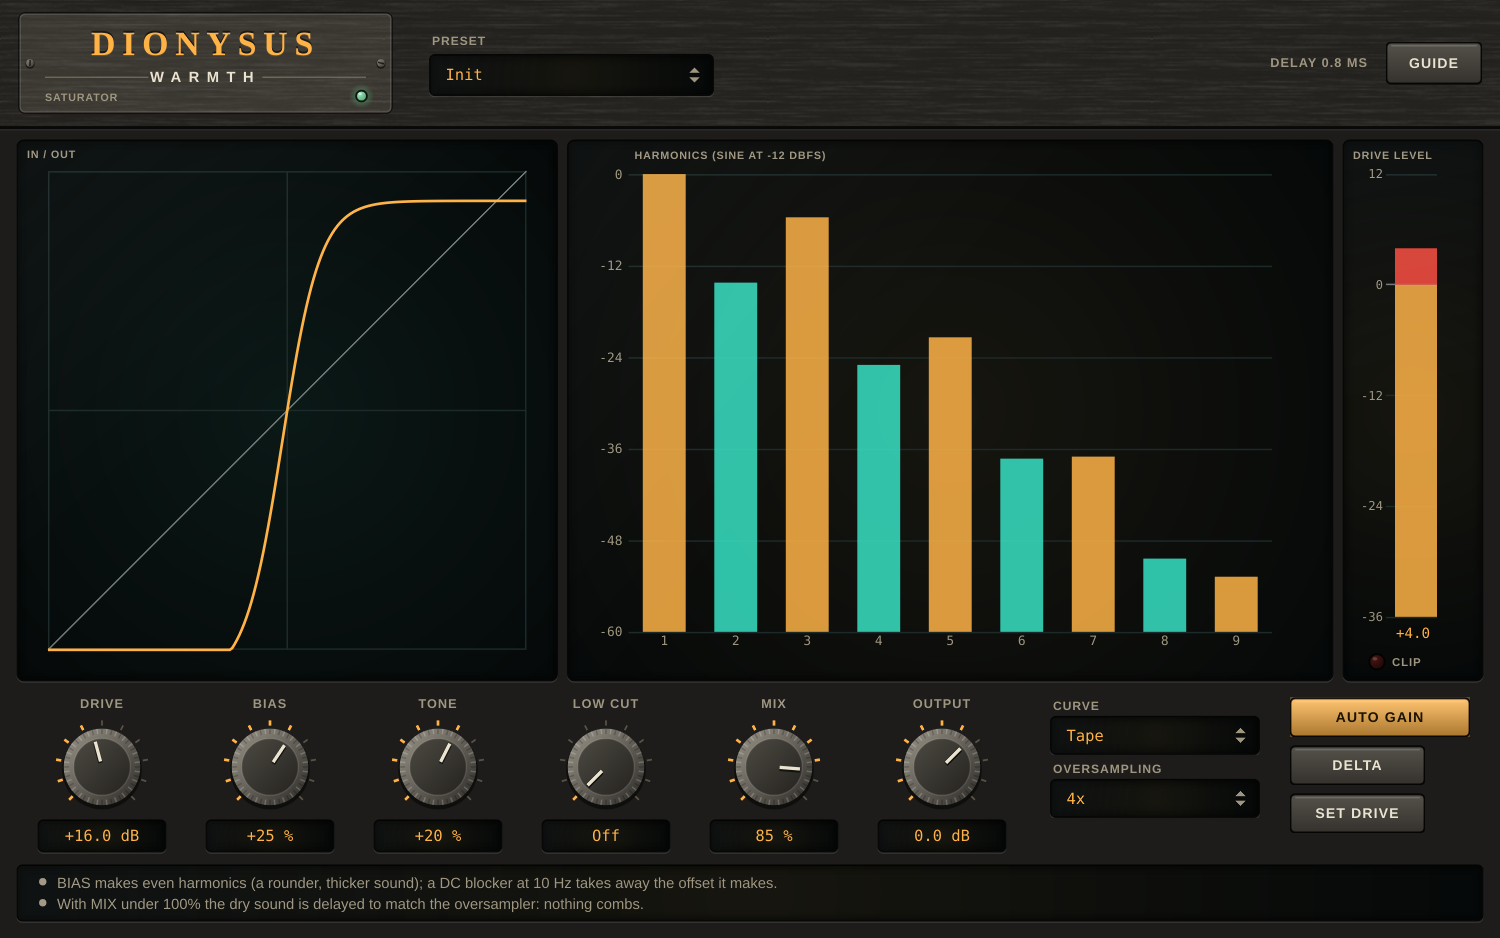 DIONYSUS
WARMTH
SATURATOR
PRESET
Init
DELAY 0.8 MS
GUIDE
IN / OUT
HARMONICS (SINE AT -12 DBFS)
0
-12
-24
-36
-48
-60
1 2 3 4 5 6 7 8 9
DRIVE LEVEL
12
0
-12
-24
-36
+4.0
CLIP
DRIVE
BIAS
TONE
LOW CUT
MIX
OUTPUT
+16.0 dB
+25 %
+20 %
Off
85 %
0.0 dB
CURVE
Tape
OVERSAMPLING
4x
AUTO GAIN
DELTA
SET DRIVE
BIAS makes even harmonics (a rounder, thicker sound); a DC blocker at 10 Hz takes away the offset it makes.
With MIX under 100% the dry sound is delayed to match the oversampler: nothing combs.